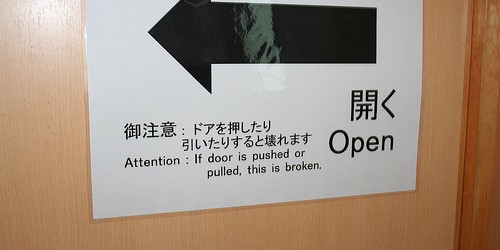 開く
Open
御注意 : ドアを押したり
引いたりすると壊れます
Attention : If door is pushed or
pulled, this is broken.